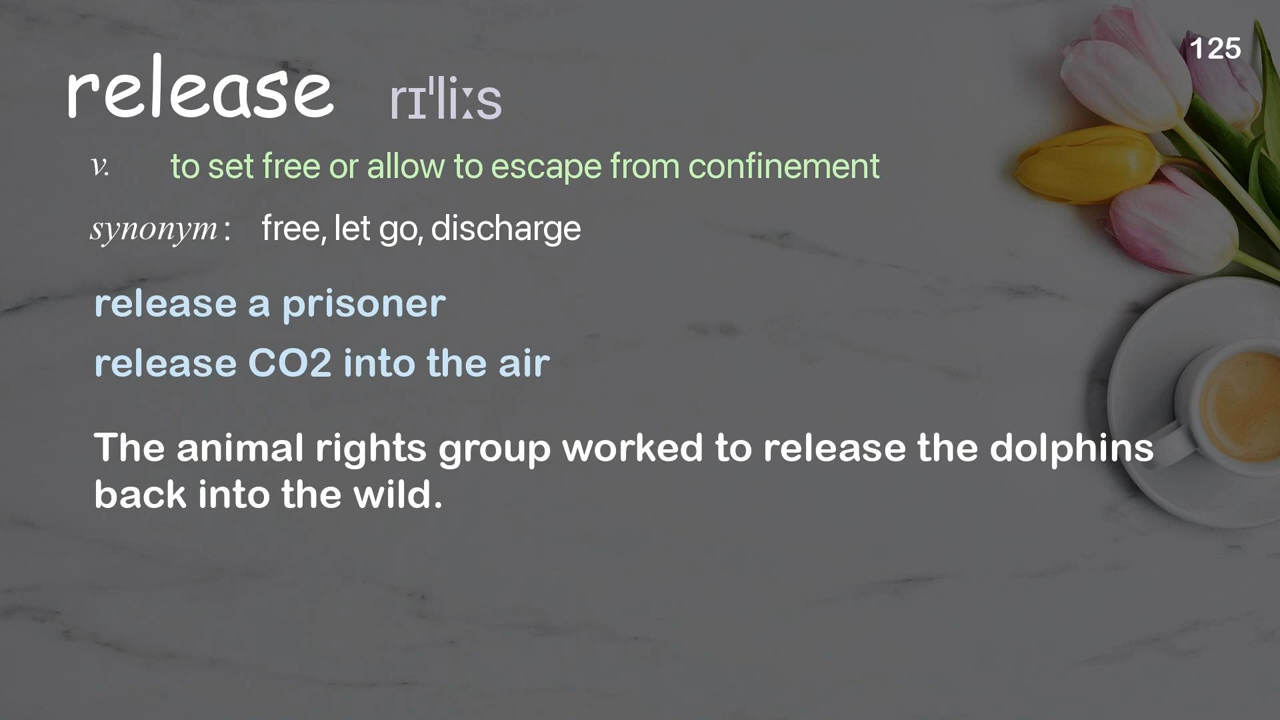 125
release rɪˈliːs
v. to set free or allow to escape from confinement
synonym : free, let go, discharge
release a prisoner
release CO2 into the air
The animal rights group worked to release the dolphins
back into the wild.